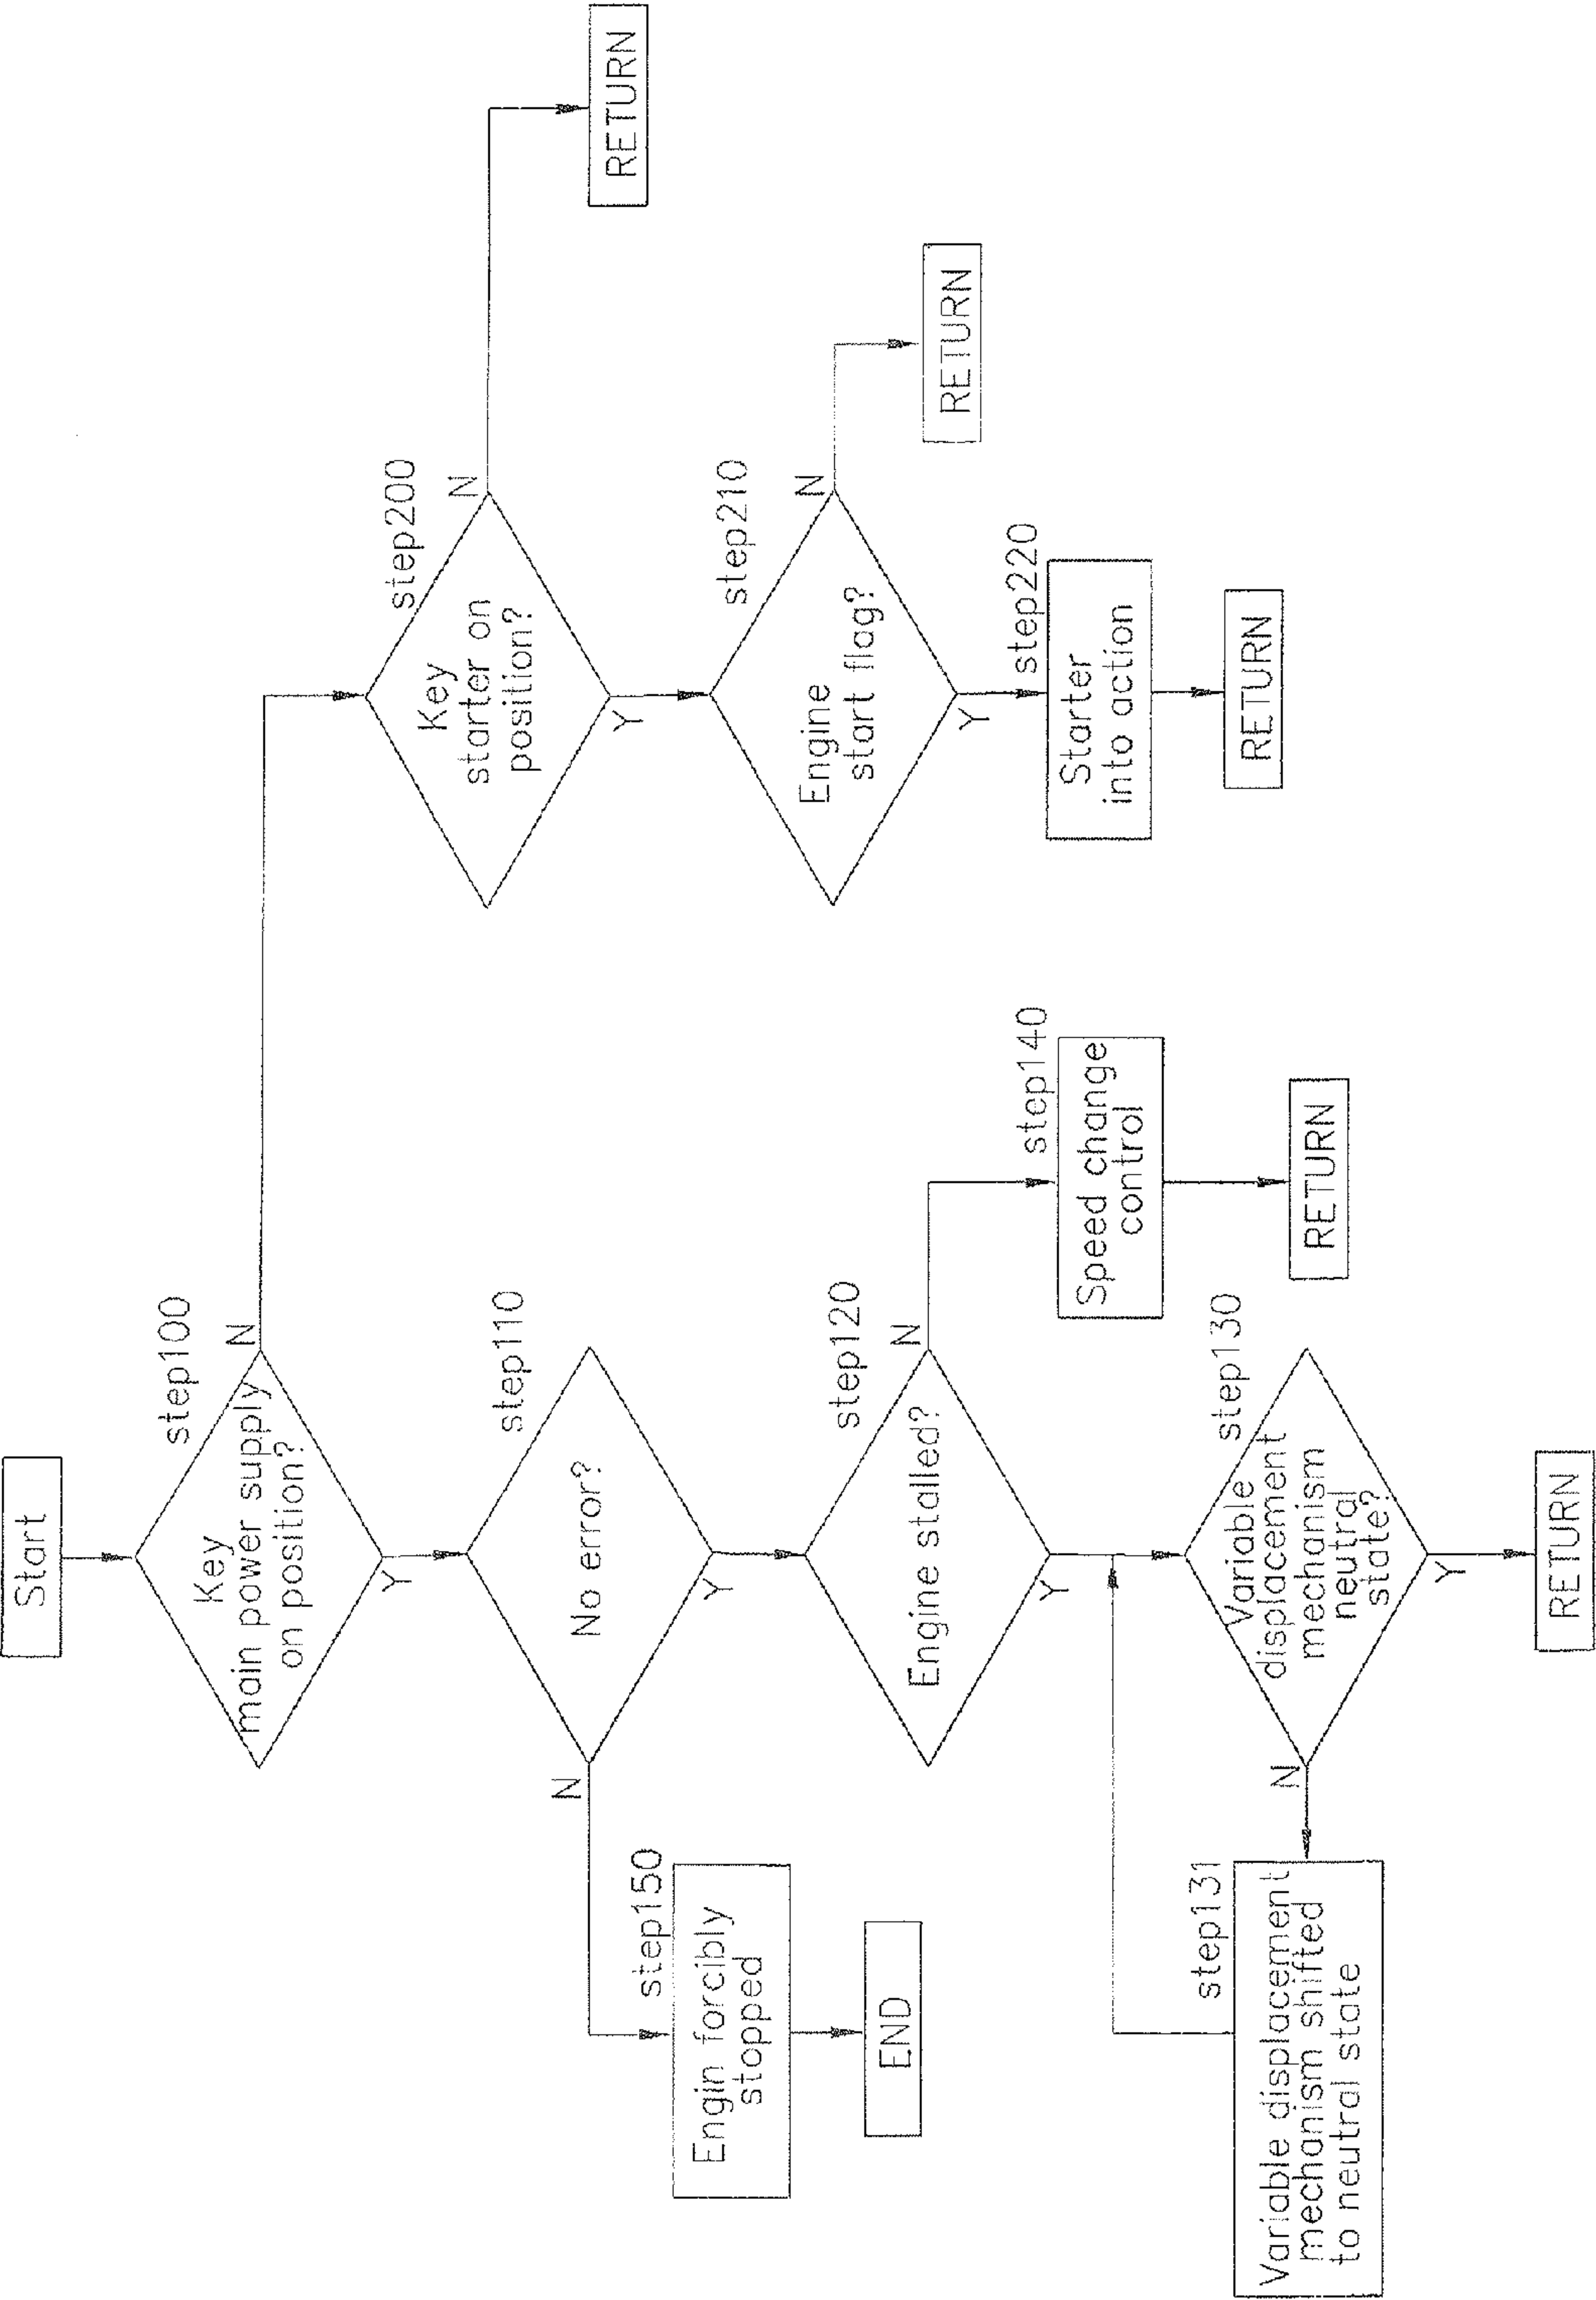 Start
step100
Key
main power supply
on position?
N
Y
step110
No error?
N
Y
step150
Engin forcibly
stopped
END
step120
Engine stalled?
N
Y
step140
Speed change
control
RETURN
step130
Variable
displacement
mechanism
neutral
state?
N
Y
step131
Variable displacement
mechanism shifted
to neutral state
RETURN
step200
Key
starter on
position?
N
Y
RETURN
step210
Engine
start flag?
N
Y
RETURN
step220
Starter
into action
RETURN